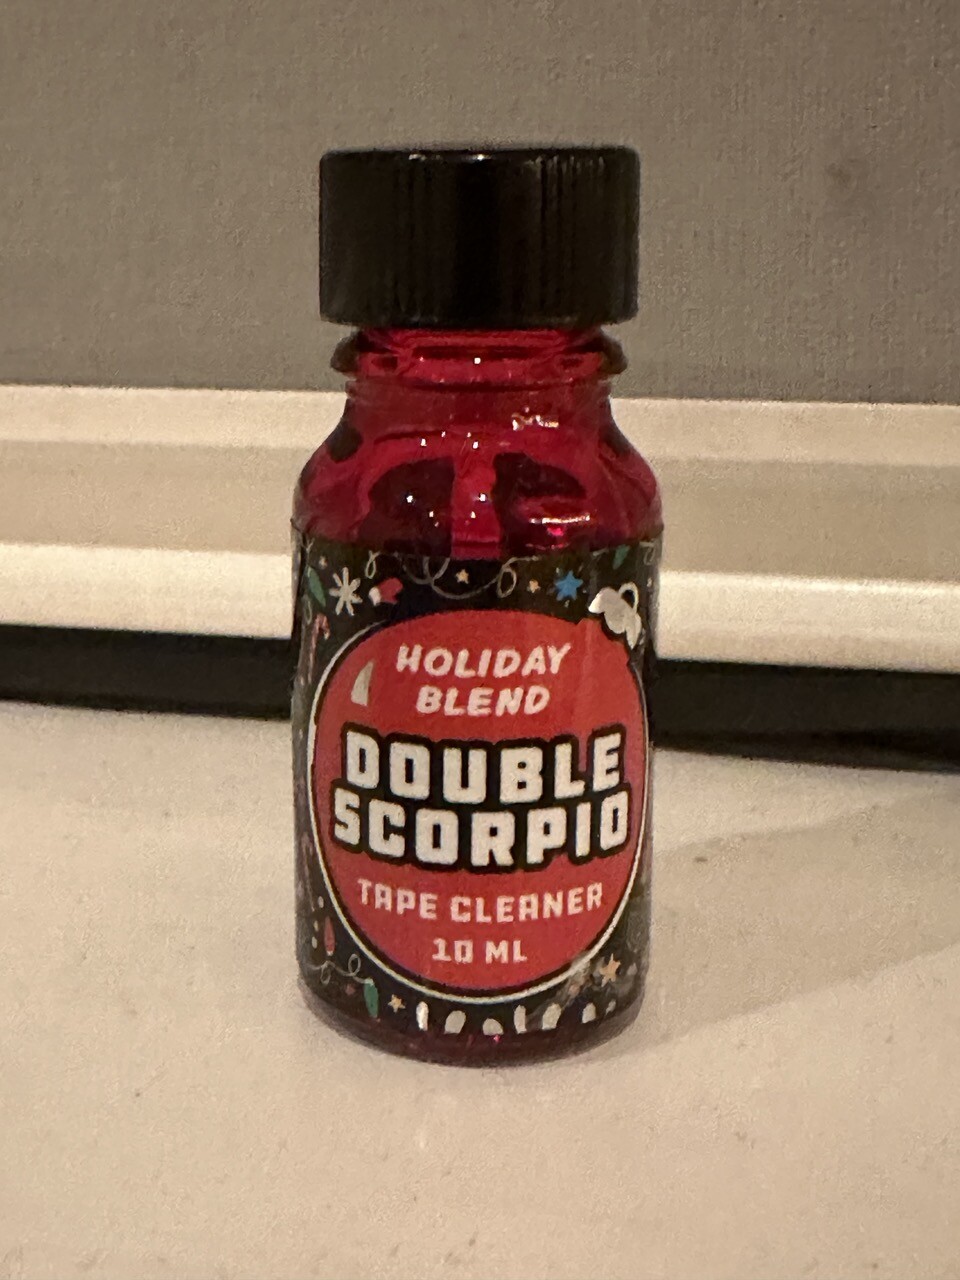 HOLIDAY
BLEND
DOUBLE
SCORPIO
TAPE CLEANER
10 ML